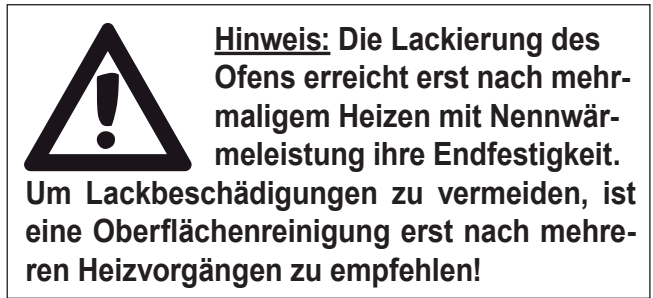 Hinweis: Die Lackierung des
Ofens erreicht erst nach mehr-
maligem Heizen mit Nennwär-
meleistung ihre Endfestigkeit.
Um Lackbeschädigungen zu vermeiden, ist
eine Oberflächenreinigung erst nach mehre-
ren Heizvorgängen zu empfehlen!